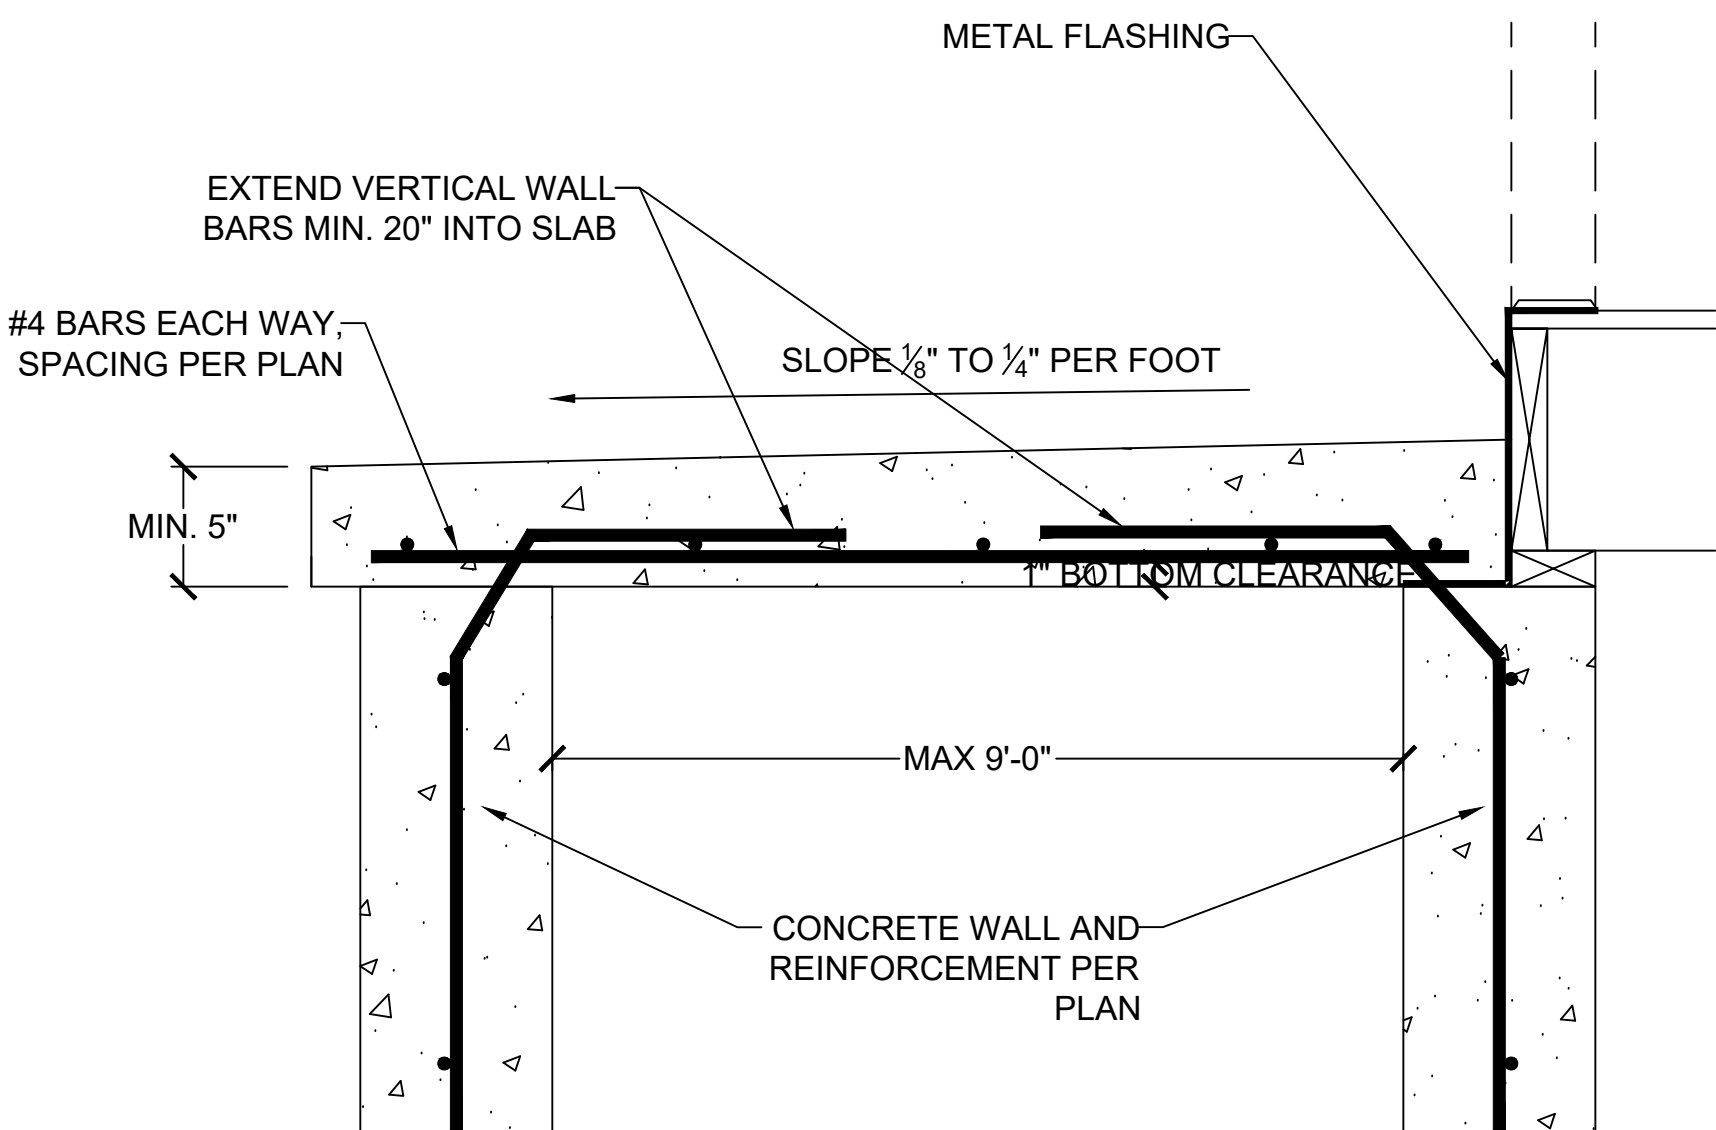 METAL FLASHING
EXTEND VERTICAL WALL
BARS MIN. 20" INTO SLAB
#4 BARS EACH WAY,
SPACING PER PLAN
SLOPE ⅛" TO ¼" PER FOOT
MIN. 5"
1" BOTTOM CLEARANCE
MAX 9'-0"
CONCRETE WALL AND
REINFORCEMENT PER
PLAN